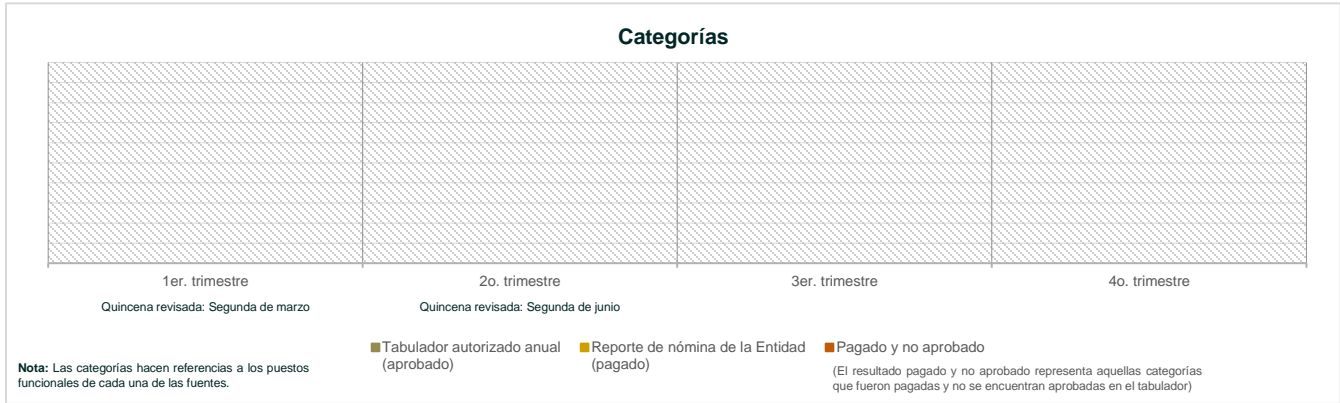 Categorías
1er. trimestre
2o. trimestre
3er. trimestre
4o. trimestre
Quincena revisada: Segunda de marzo
Quincena revisada: Segunda de junio
Tabulador autorizado anual
(aprobado)
Reporte de nómina de la Entidad
(pagado)
Pagado y no aprobado
Nota: Las categorías hacen referencias a los puestos
funcionales de cada una de las fuentes.
(El resultado pagado y no aprobado representa aquellas categorías
que fueron pagadas y no se encuentran aprobadas en el tabulador)